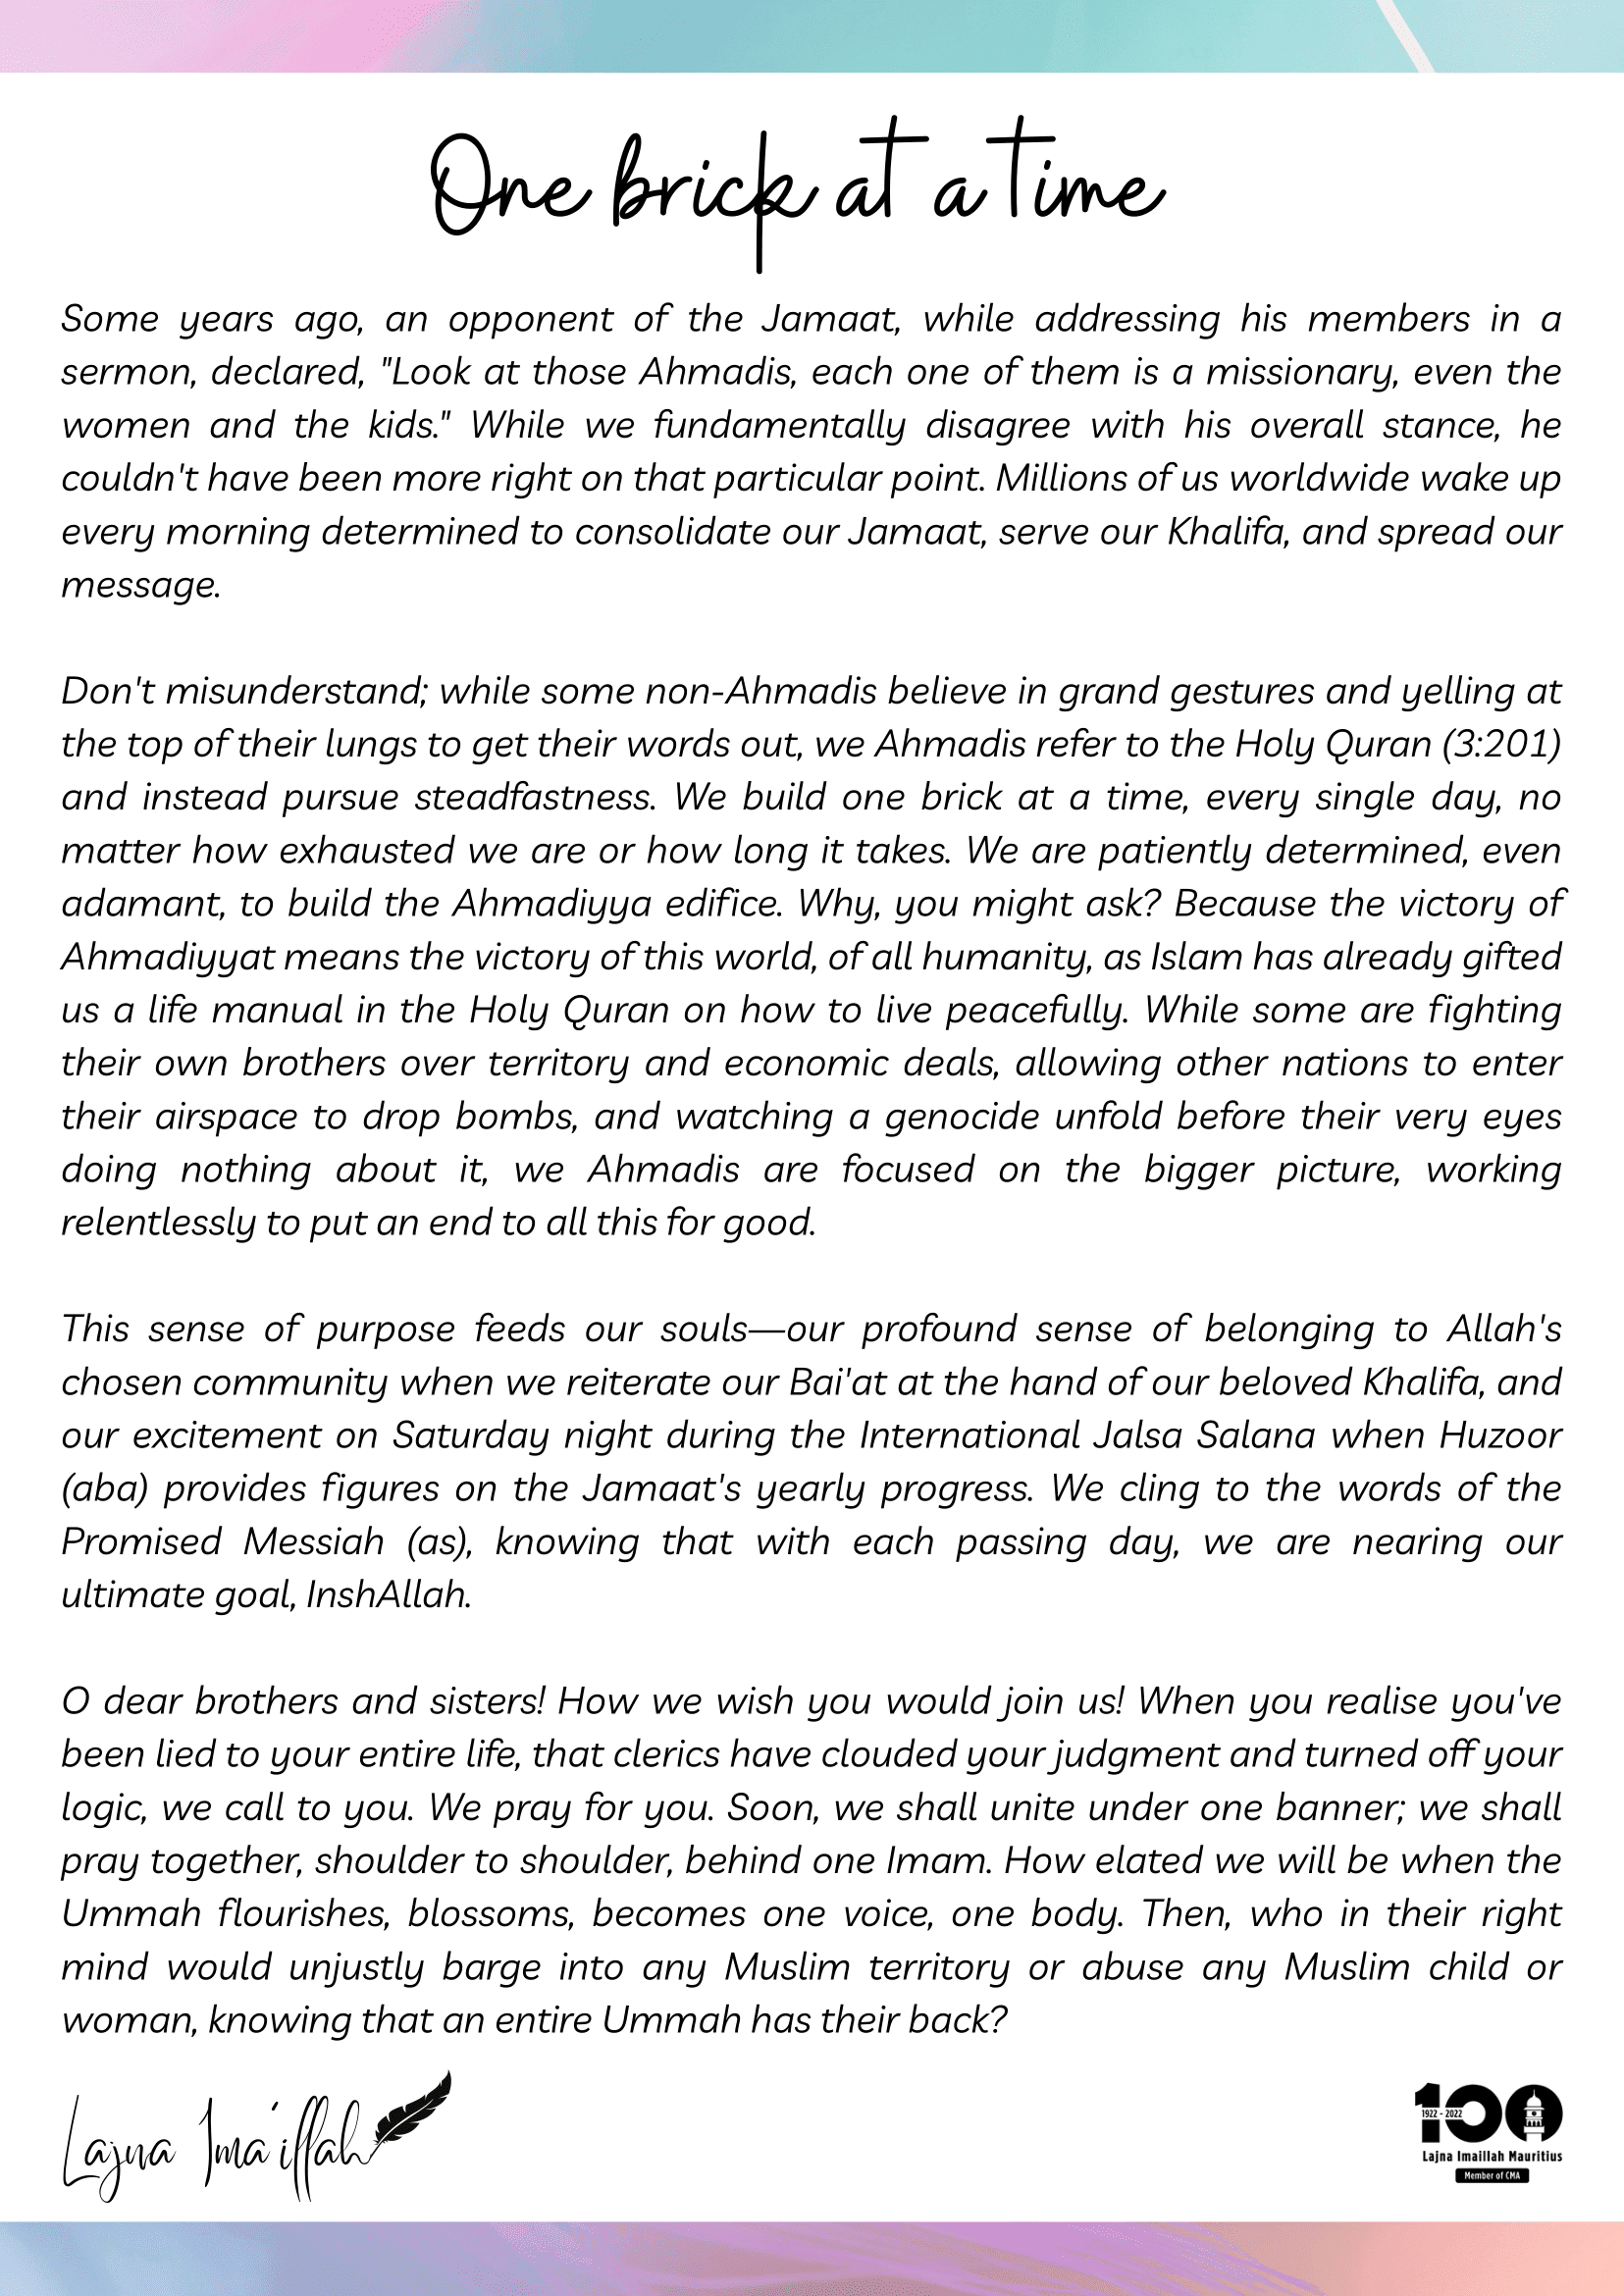 One brick at a time
Some years ago, an opponent of the Jamaat, while addressing his members in a
sermon, declared, "Look at those Ahmadis, each one of them is a missionary, even the
women and the kids." While we fundamentally disagree with his overall stance, he
couldn't have been more right on that particular point. Millions of us worldwide wake up
every morning determined to consolidate our Jamaat, serve our Khalifa, and spread our
message.
Don't misunderstand; while some non-Ahmadis believe in grand gestures and yelling at
the top of their lungs to get their words out, we Ahmadis refer to the Holy Quran (3:201)
and instead pursue steadfastness. We build one brick at a time, every single day, no
matter how exhausted we are or how long it takes. We are patiently determined, even
adamant, to build the Ahmadiyya edifice. Why, you might ask? Because the victory of
Ahmadiyyat means the victory of this world, of all humanity, as Islam has already gifted
us a life manual in the Holy Quran on how to live peacefully. While some are fighting
their own brothers over territory and economic deals, allowing other nations to enter
their airspace to drop bombs, and watching a genocide unfold before their very eyes
doing nothing about it, we Ahmadis are focused on the bigger picture, working
relentlessly to put an end to all this for good.
This sense of purpose feeds our souls—our profound sense of belonging to Allah's
chosen community when we reiterate our Bai'at at the hand of our beloved Khalifa, and
our excitement on Saturday night during the International Jalsa Salana when Huzoor
(aba) provides figures on the Jamaat's yearly progress. We cling to the words of the
Promised Messiah (as), knowing that with each passing day, we are nearing our
ultimate goal, InshAllah.
O dear brothers and sisters! How we wish you would join us! When you realise you've
been lied to your entire life, that clerics have clouded your judgment and turned off your
logic, we call to you. We pray for you. Soon, we shall unite under one banner; we shall
pray together, shoulder to shoulder, behind one Imam. How elated we will be when the
Ummah flourishes, blossoms, becomes one voice, one body. Then, who in their right
mind would unjustly barge into any Muslim territory or abuse any Muslim child or
woman, knowing that an entire Ummah has their back?
Lajna Ima'illah
100
1922 - 2022
Lajna Imaillah Mauritius
Member of CMA